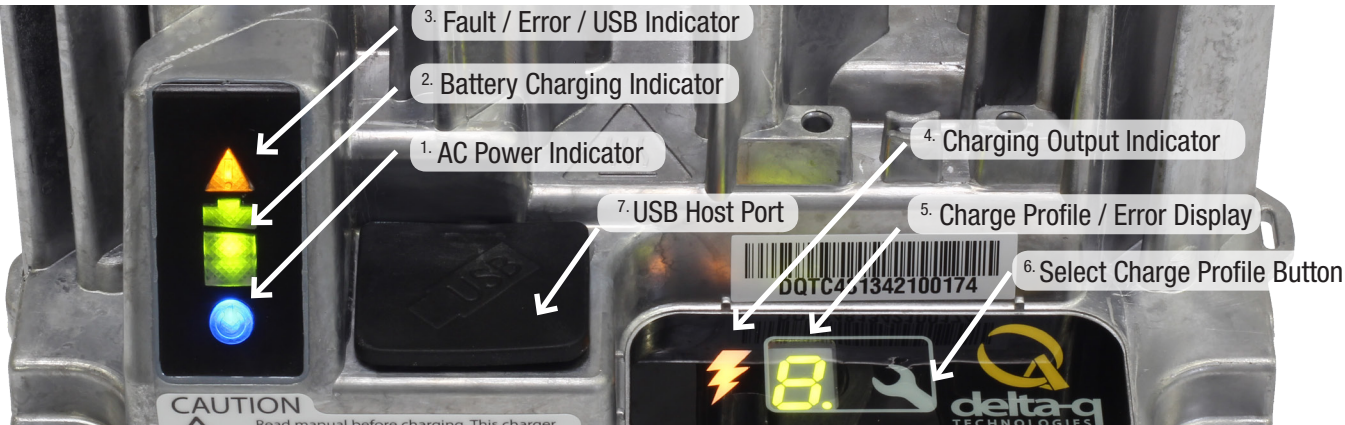 3. Fault / Error / USB Indicator
2. Battery Charging Indicator
1. AC Power Indicator
4. Charging Output Indicator
7. USB Host Port
5. Charge Profile / Error Display
6. Select Charge Profile Button
USB
DQTC481342100174
8.
delta-q
TECHNOLOGIES
CAUTION
Read manual before charging. This charger